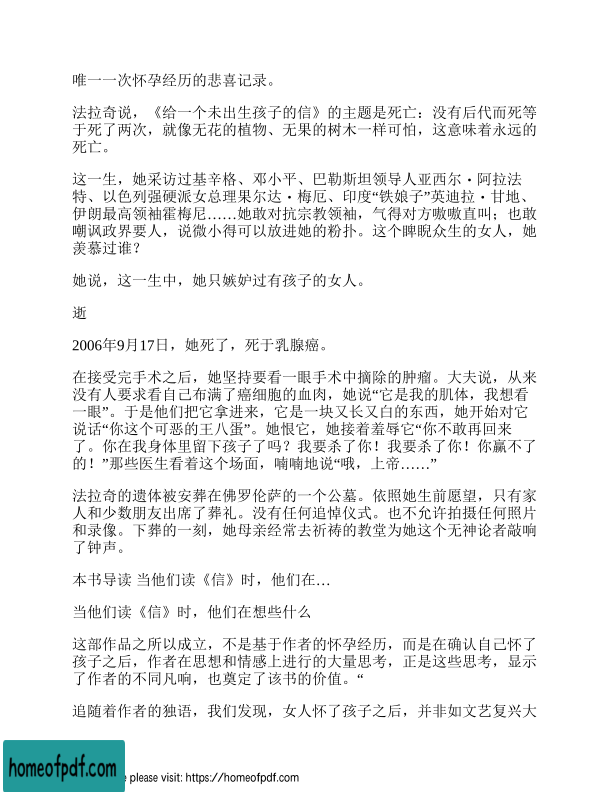 唯一一次怀孕经历的悲喜记录。
法拉奇说，《给一个未出生孩子的信》的主题是死亡：没有后代而死等
于死了两次，就像无花的植物、无果的树木一样可怕，这意味着永远的
死亡。
这一生，她采访过基辛格、邓小平、巴勒斯坦领导人亚西尔·阿拉法
特、以色列强硬派女总理果尔达·梅厄、印度“铁娘子”英迪拉·甘地、
伊朗最高领袖霍梅尼……她敢对抗宗教领袖，气得对方嗷嗷直叫；也敢
嘲讽政界要人，说微小得可以放进她的粉扑。这个睥睨众生的女人，她
羡慕过谁？
她说，这一生中，她只嫉妒过有孩子的女人。
逝
2006年9月17日，她死了，死于乳腺癌。
在接受完手术之后，她坚持要看一眼手术中摘除的肿瘤。大夫说，从来
没有人要求看自己布满了癌细胞的血肉，她说“它是我的肌体，我想看
一眼”。于是他们把它拿进来，它是一块又长又白的东西，她开始对它
说话“你这个可恶的王八蛋”。她恨它，她接着羞辱它“你不敢再回来
了。你在我身体里留下孩子了吗？我要杀了你！我要杀了你！你赢不了
的！”那些医生看着这个场面，喃喃地说“哦，上帝……”
法拉奇的遗体被安葬在佛罗伦萨的一个公墓。依照她生前愿望，只有家
人和少数朋友出席了葬礼。没有任何追悼仪式。也不允许拍摄任何照片
和录像。下葬的一刻，她母亲经常去祈祷的教堂为她这个无神论者敲响
了钟声。
本书导读 当他们读《信》时，他们在…
当他们读《信》时，他们在想些什么
这部作品之所以成立，不是基于作者的怀孕经历，而是在确认自己怀了
孩子之后，作者在思想和情感上进行的大量思考，正是这些思考，显示
了作者的不同凡响，也奠定了该书的价值。“
追随着作者的独语，我们发现，女人怀了孩子之后，并非如文艺复兴大
homeofpdf.com
e please visit: https://homeofpdf.com